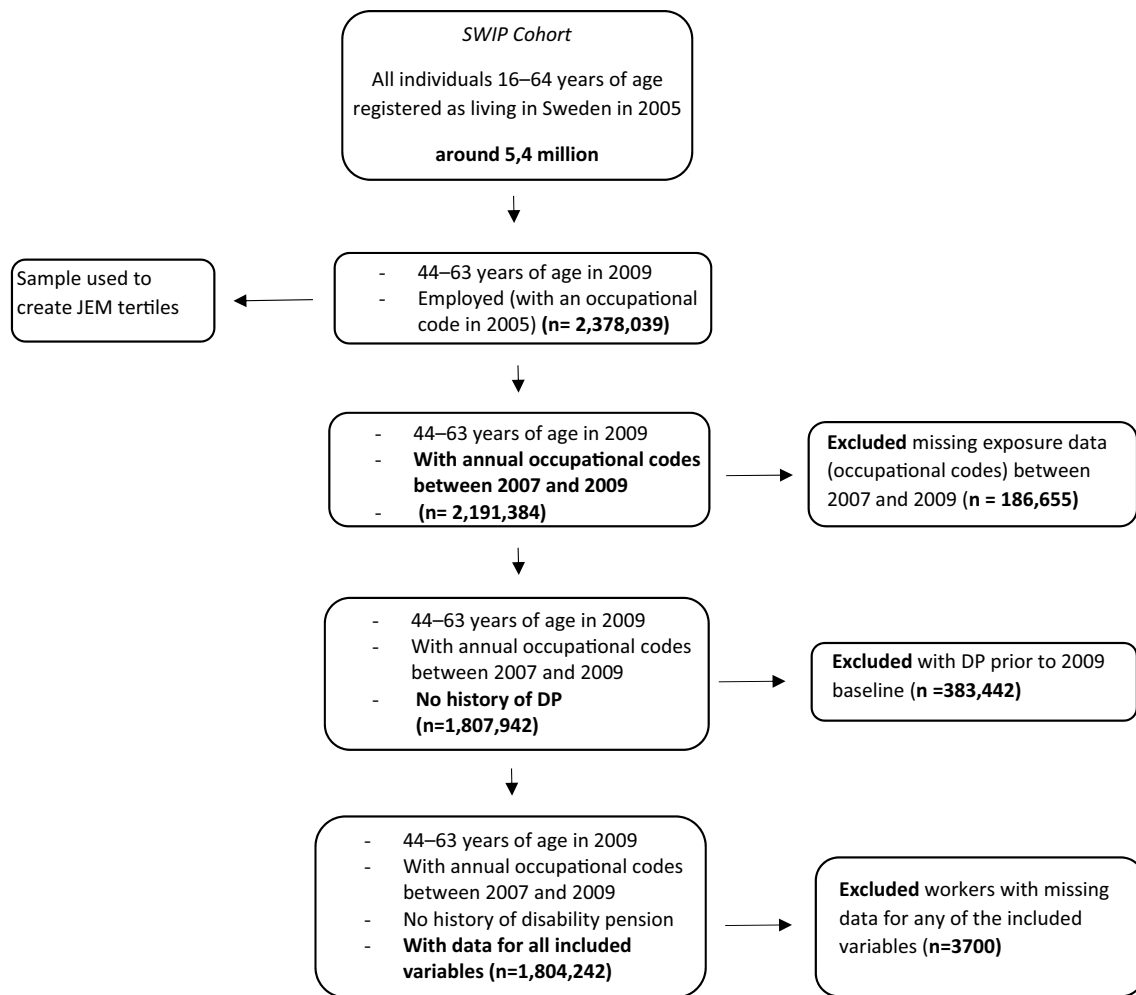 SWIP Cohort
All individuals 16–64 years of age
registered as living in Sweden in 2005
around 5,4 million
Sample used to
create JEM tertiles
- 44–63 years of age in 2009
- Employed (with an occupational
code in 2005) (n= 2,378,039)
- 44–63 years of age in 2009
- With annual occupational codes
between 2007 and 2009
- (n= 2,191,384)
Excluded missing exposure data
(occupational codes) between
2007 and 2009 (n = 186,655)
- 44–63 years of age in 2009
- With annual occupational codes
between 2007 and 2009
- No history of DP
(n=1,807,942)
Excluded with DP prior to 2009
baseline (n =383,442)
- 44–63 years of age in 2009
- With annual occupational codes
between 2007 and 2009
- No history of disability pension
- With data for all included
variables (n=1,804,242)
Excluded workers with missing
data for any of the included
variables (n=3700)